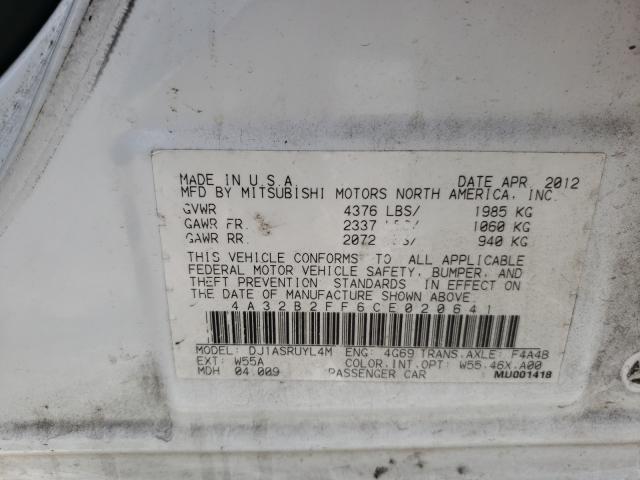 MADE IN U.S.A DATE APR. 2012
MFD BY MITSUBISHI MOTORS NORTH AMERICA, INC.
GVWR 4376 LBS/ 1985 KG
GAWR FR. 2337 1060 KG
GAWR RR. 2072 940 KG
THIS VEHICLE CONFORMS TO ALL APPLICABLE
FEDERAL MOTOR VEHICLE SAFETY, BUMPER, AND
THEFT PREVENTION STANDARDS IN EFFECT ON
THE DATE OF MANUFACTURE SHOWN ABOVE.
4A32B2FF6CE020641
MODEL: DJ1ASRUYL4M ENG: 4G69 TRANS.AXLE: F4A4B
EXT: W55A COLOR.INT.OPT: W55.46X.A00
MDH 04.009 PASSENGER CAR MU001418